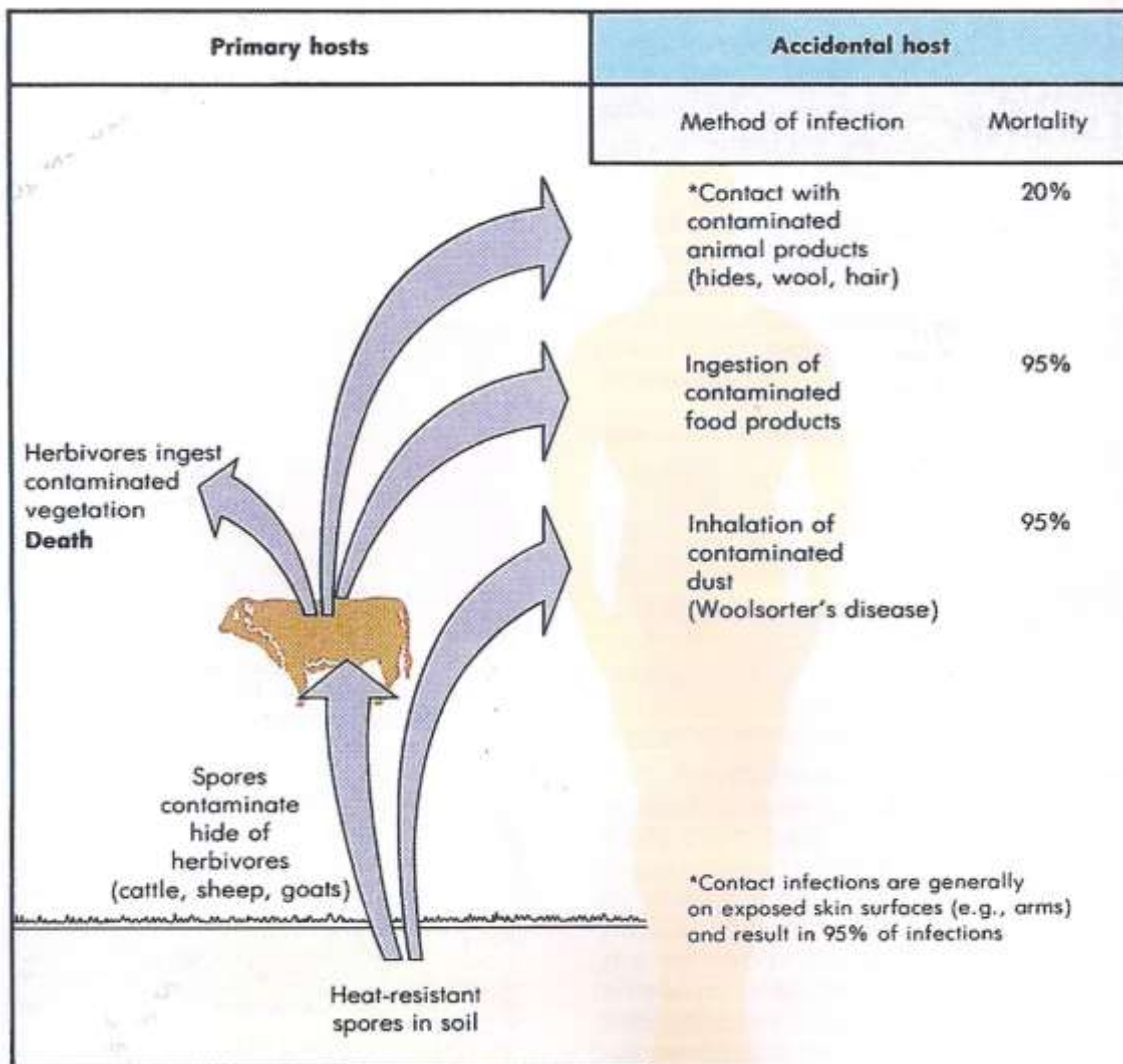 Primary hosts
Accidental host
Method of infection
Mortality
*Contact with
contaminated
animal products
(hides, wool, hair)
20%
Ingestion of
contaminated
food products
95%
Inhalation of
contaminated
dust
(Woolsorter's disease)
95%
Herbivores ingest
contaminated
vegetation
Death
Spores
contaminate
hide of
herbivores
(cattle, sheep, goats)
Heat-resistant
spores in soil
*Contact infections are generally
on exposed skin surfaces (e.g., arms)
and result in 95% of infections